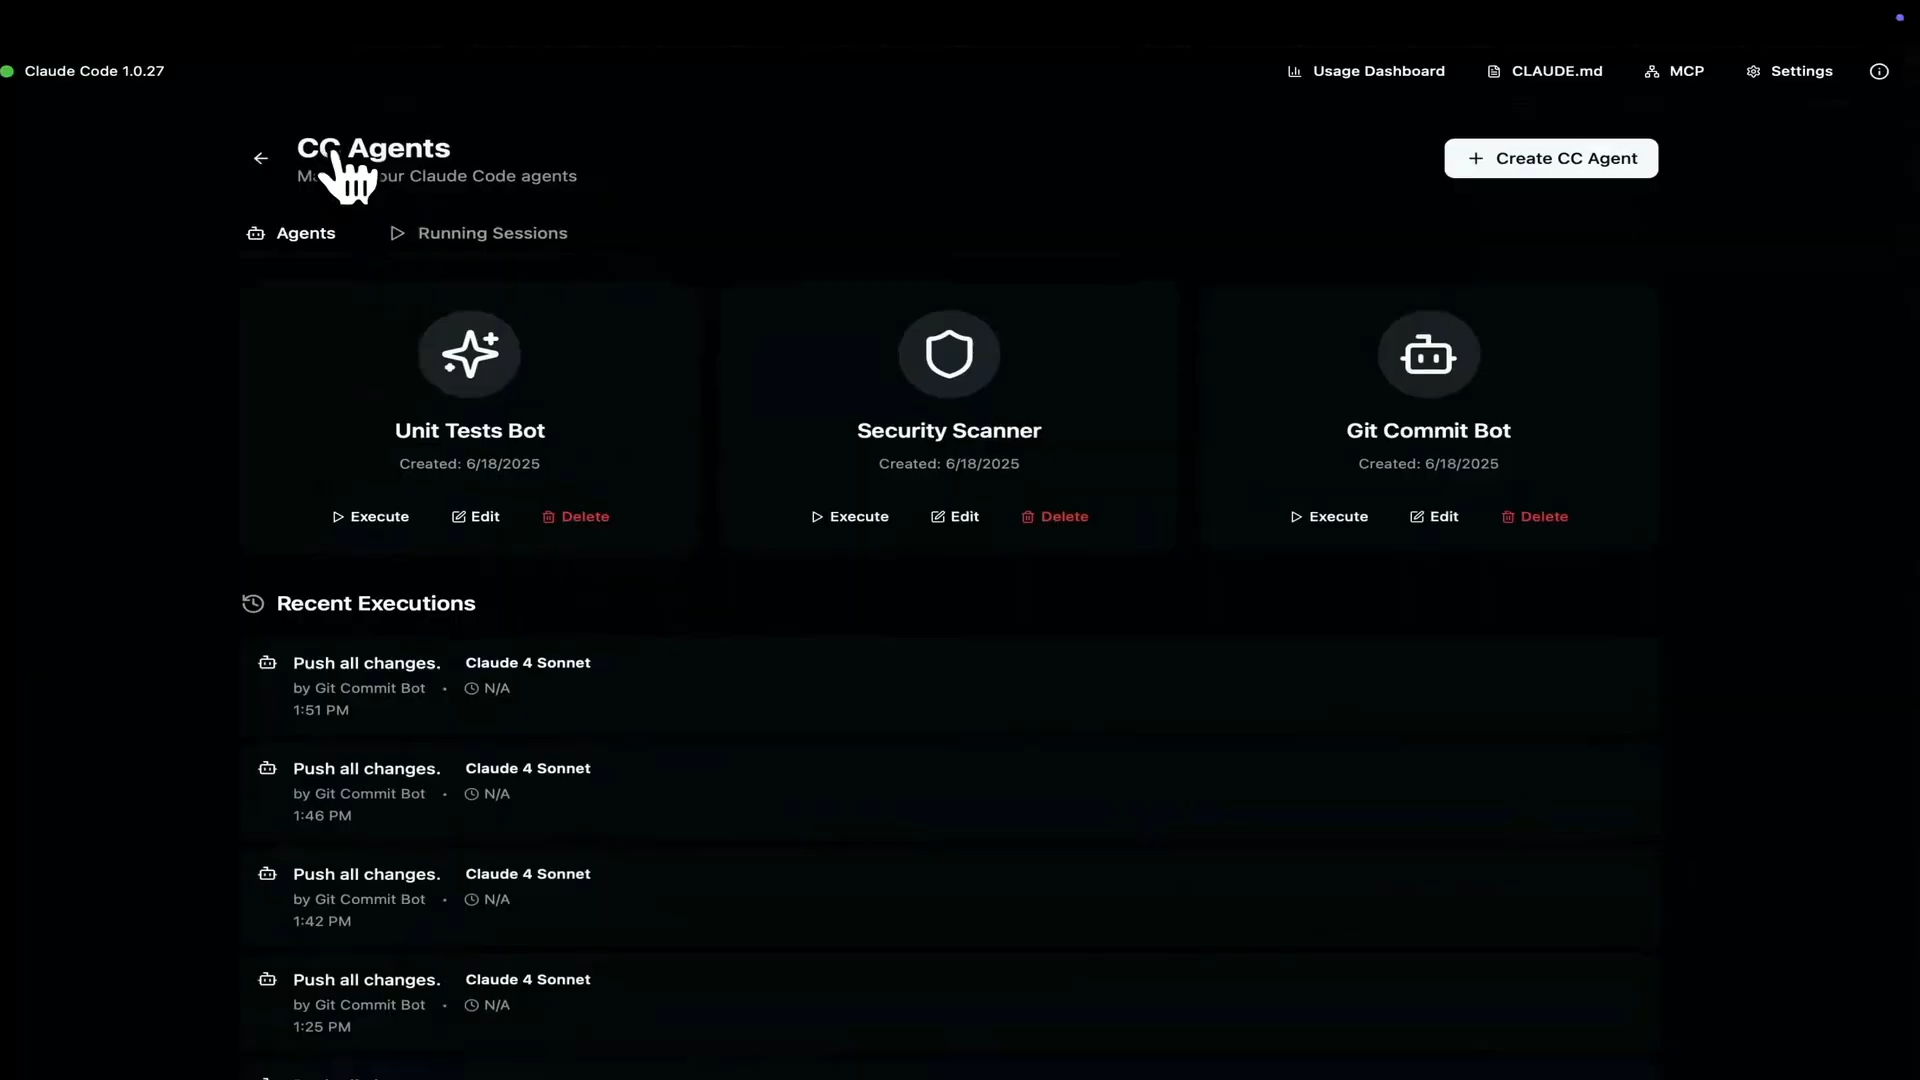 Claude Code 1.0.27
Usage Dashboard
CLAUDE.md
MCP
Settings
CC Agents
Create CC Agent
our Claude Code agents
Agents
Running Sessions
Unit Tests Bot
Security Scanner
Git Commit Bot
Created: 6/18/2025
Created: 6/18/2025
Created: 6/18/2025
Execute
Edit
Delete
Execute
Edit
Delete
Execute
Edit
Delete
Recent Executions
Push all changes. Claude 4 Sonnet
by Git Commit Bot • N/A
1:51 PM
Push all changes. Claude 4 Sonnet
by Git Commit Bot • N/A
1:46 PM
Push all changes. Claude 4 Sonnet
by Git Commit Bot • N/A
1:42 PM
Push all changes. Claude 4 Sonnet
by Git Commit Bot • N/A
1:25 PM